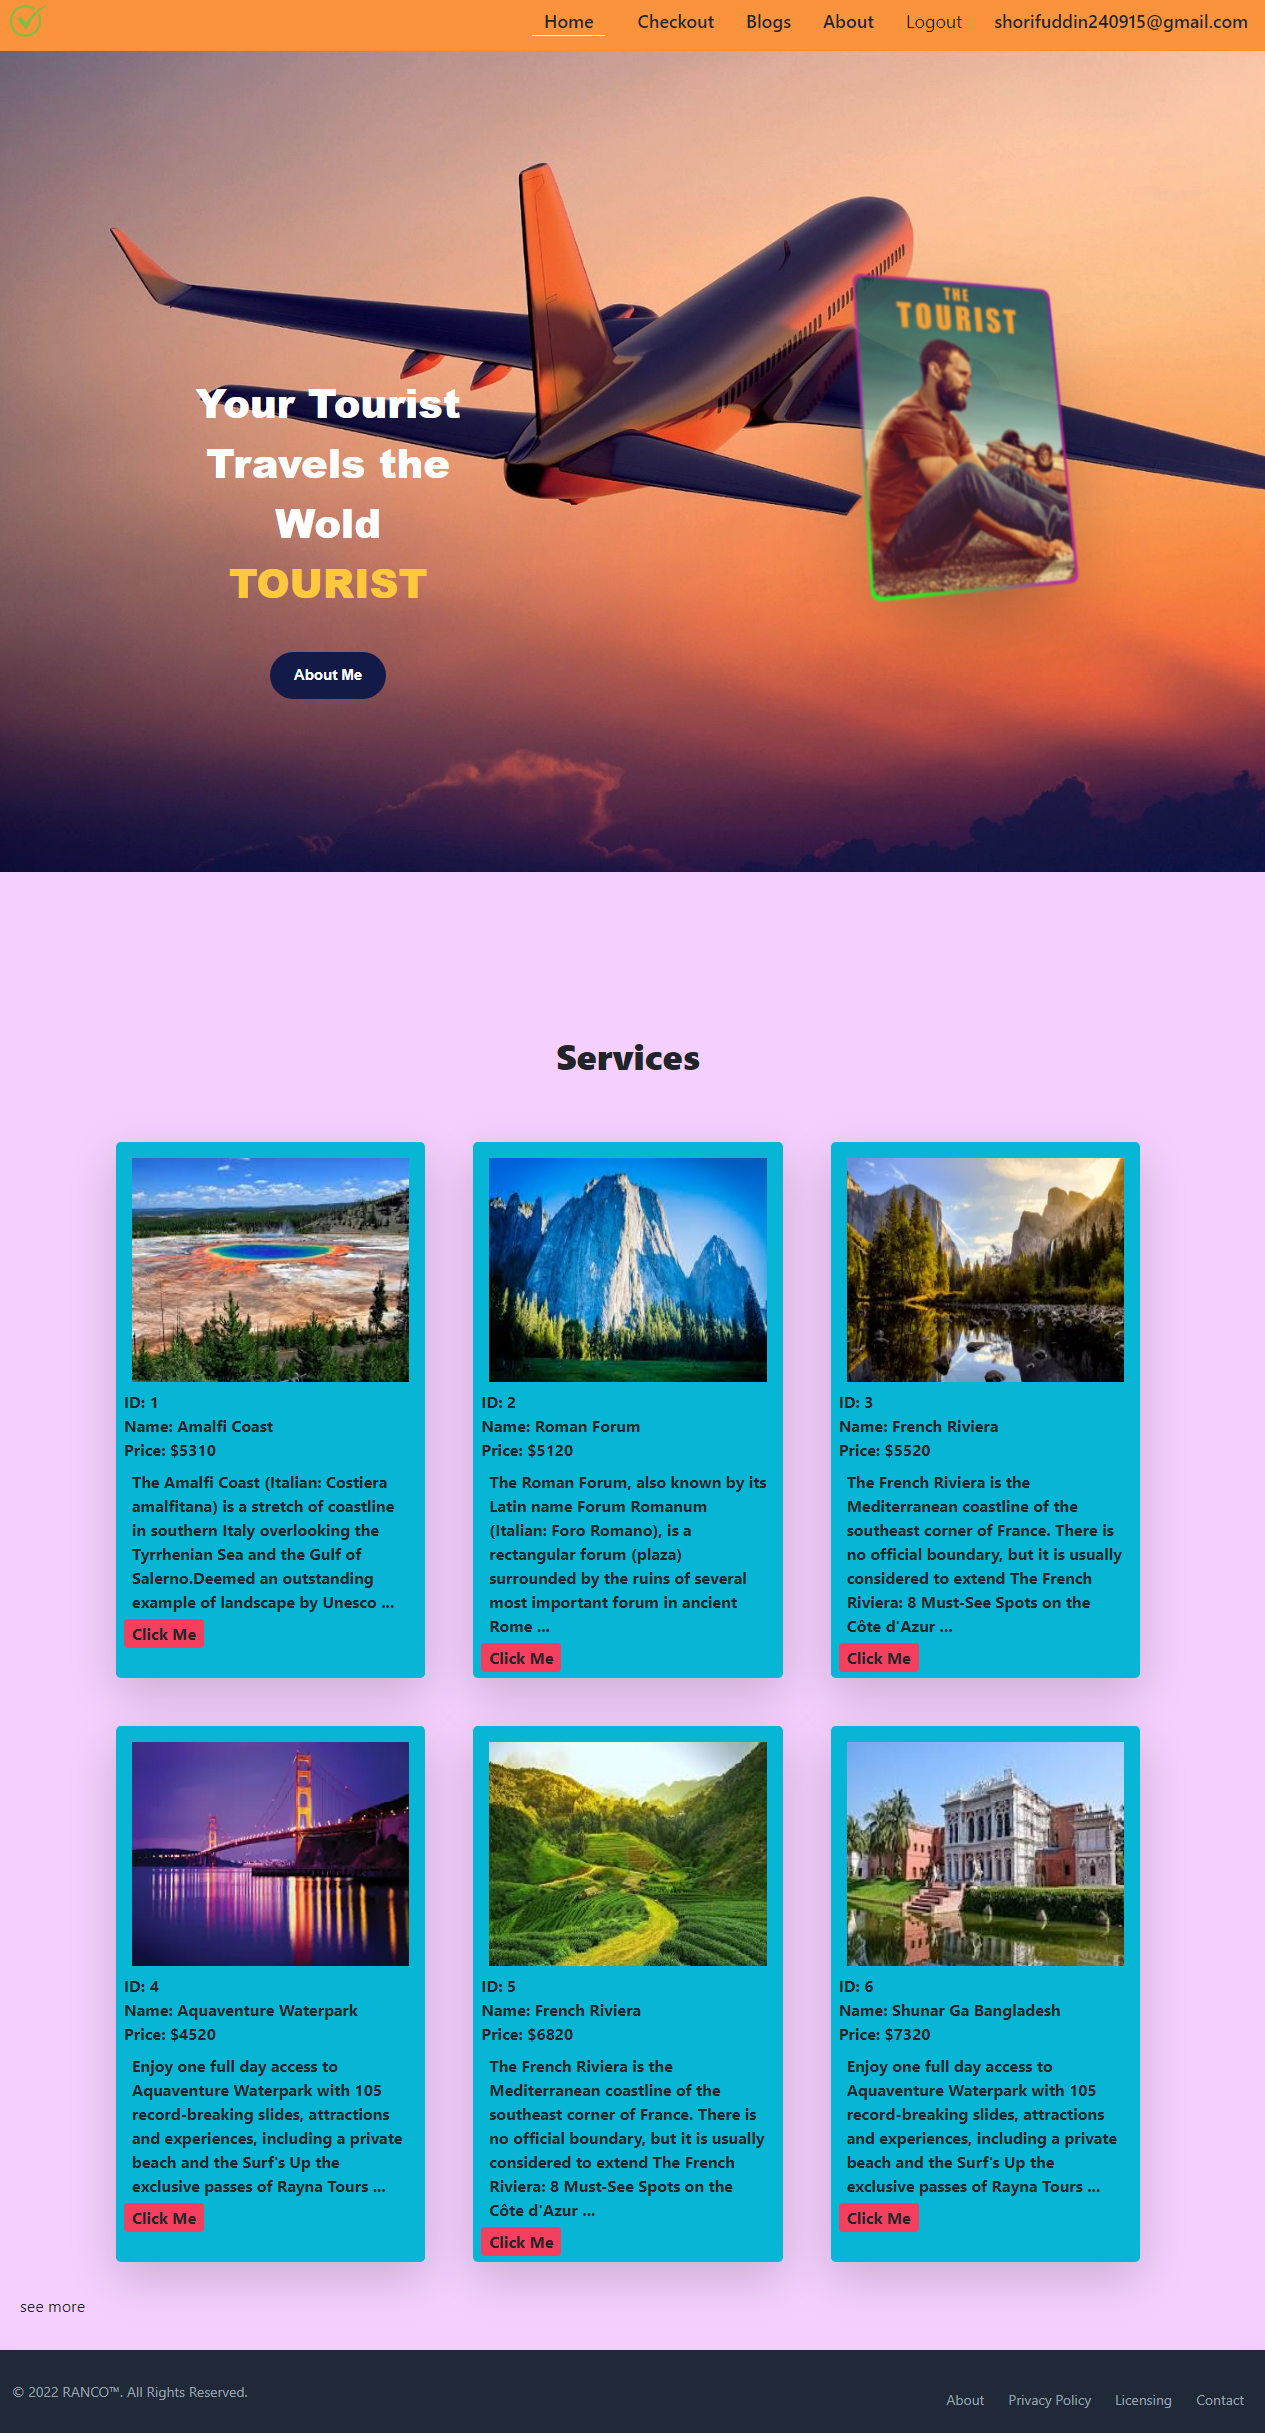 Home Checkout Blogs About Logout shorifuddin240915@gmail.com
THE
TOURIST
Your Tourist
Travels the
Wold
TOURIST
About Me
Services
ID: 1
Name: Amalfi Coast
Price: $5310
The Amalfi Coast (Italian: Costiera
amalfitana) is a stretch of coastline
in southern Italy overlooking the
Tyrrhenian Sea and the Gulf of
Salerno.Deemed an outstanding
example of landscape by Unesco ...
Click Me
ID: 2
Name: Roman Forum
Price: $5120
The Roman Forum, also known by its
Latin name Forum Romanum
(Italian: Foro Romano), is a
rectangular forum (plaza)
surrounded by the ruins of several
most important forum in ancient
Rome ...
Click Me
ID: 3
Name: French Riviera
Price: $5520
The French Riviera is the
Mediterranean coastline of the
southeast corner of France. There is
no official boundary, but it is usually
considered to extend The French
Riviera: 8 Must-See Spots on the
Côte d'Azur ...
Click Me
ID: 4
Name: Aquaventure Waterpark
Price: $4520
Enjoy one full day access to
Aquaventure Waterpark with 105
record-breaking slides, attractions
and experiences, including a private
beach and the Surf's Up the
exclusive passes of Rayna Tours ...
Click Me
ID: 5
Name: French Riviera
Price: $6820
The French Riviera is the
Mediterranean coastline of the
southeast corner of France. There is
no official boundary, but it is usually
considered to extend The French
Riviera: 8 Must-See Spots on the
Côte d'Azur ...
Click Me
ID: 6
Name: Shunar Ga Bangladesh
Price: $7320
Enjoy one full day access to
Aquaventure Waterpark with 105
record-breaking slides, attractions
and experiences, including a private
beach and the Surf's Up the
exclusive passes of Rayna Tours ...
Click Me
see more
© 2022 RANCO™. All Rights Reserved.
About Privacy Policy Licensing Contact